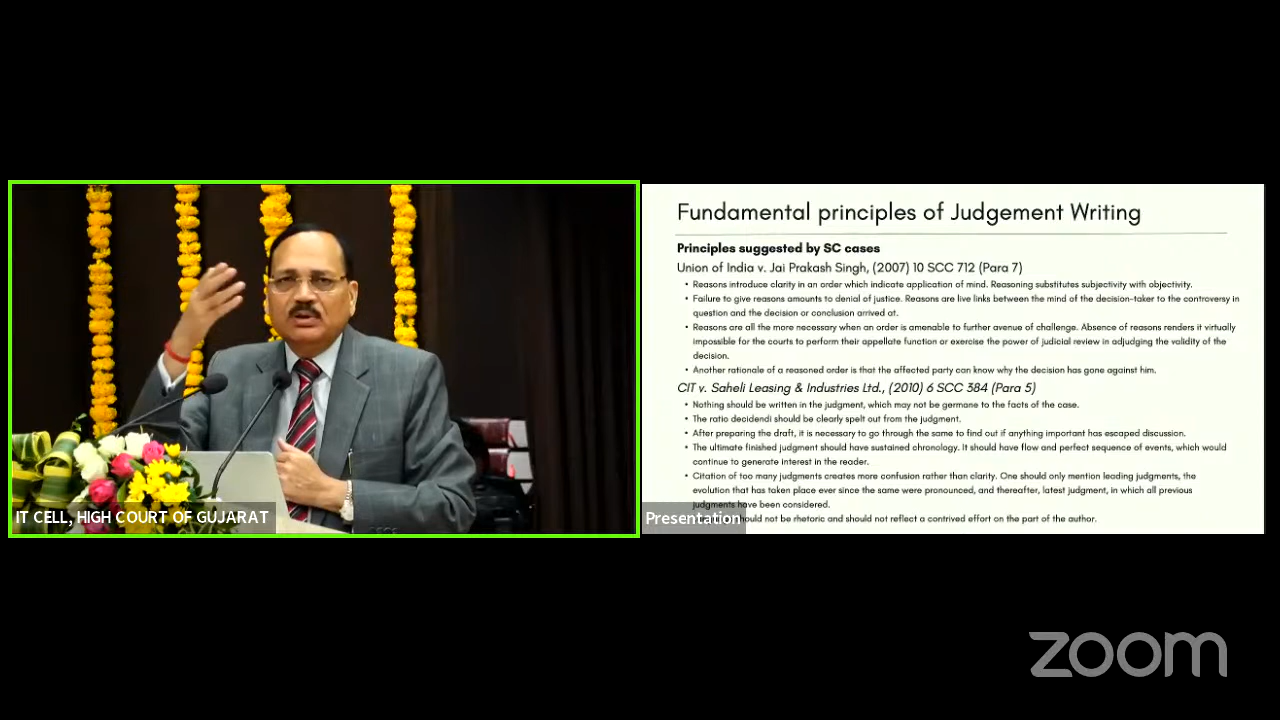 IT CELL, HIGH COURT OF GUJARAT
Fundamental principles of Judgement Writing
Principles suggested by SC cases
Union of India v. Jai Prakash Singh, (2007) 10 SCC 712 (Para 7)
• Reasons introduce clarity in an order which indicate application of mind. Reasoning substitutes subjectivity with objectivity.
• Failure to give reasons amounts to denial of justice. Reasons are live links between the mind of the decision-taker to the controversy in
question and the decision or conclusion arrived at.
• Reasons are all the more necessary when an order is amenable to further avenue of challenge. Absence of reasons renders it virtually
impossible for the courts to perform their appellate function or exercise the power of judicial review in adjudging the validity of the
decision.
• Another rationale of a reasoned order is that the affected party can know why the decision has gone against him.
CIT v. Saheli Leasing & Industries Ltd., (2010) 6 SCC 384 (Para 5)
• Nothing should be written in the judgment, which may not be germane to the facts of the case.
• The ratio decidendi should be clearly spelt out from the judgment.
• After preparing the draft, it is necessary to go through the same to find out if anything important has escaped discussion.
• The ultimate finished judgment should have sustained chronology. It should have flow and perfect sequence of events, which would
continue to generate interest in the reader.
• Citation of too many judgments creates more confusion rather than clarity. One should only mention leading judgments, the
evolution that has taken place ever since the same were pronounced, and thereafter, latest judgment, in which all previous
judgments have been considered.
should not be rhetoric and should not reflect a contrived effort on the part of the author.
Presentation
zoom